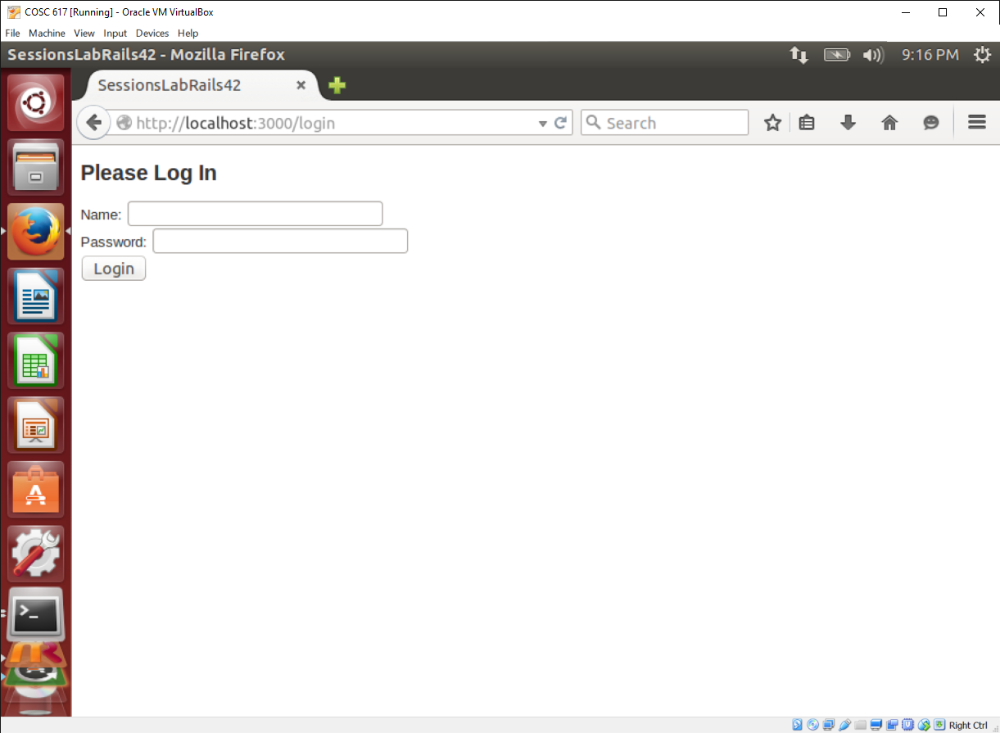 COSC 617 [Running] - Oracle VM VirtualBox
File Machine View Input Devices Help
SessionsLabRails42 - Mozilla Firefox 9:16 PM
SessionsLabRails42
http://localhost:3000/login Search
Please Log In
Name:
Password:
Login
Right Ctrl